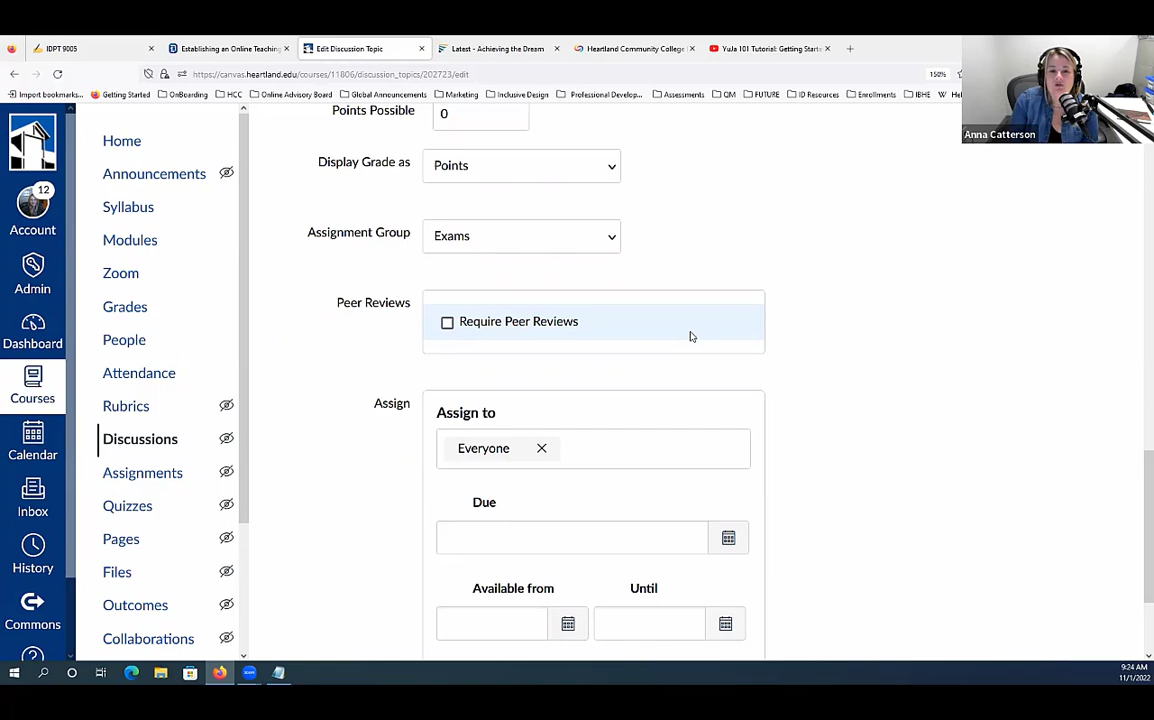 IDPT 9005
Establishing an Online Teaching
Edit Discussion Topic
Latest - Achieving the Dream
Heartland Community College
YuJa 101 Tutorial: Getting Starte
https://canvas.heartland.edu/courses/11806/discussion_topics/202723/edit
150%
Import bookmarks...
Getting Started
OnBoarding
HCC
Online Advisory Board
Global Announcements
Marketing
Inclusive Design
Professional Develop...
Assessments
QM
FUTURE
ID Resources
Enrollments
IBHE
Anna Catterson
12
Account
Admin
Dashboard
Courses
Calendar
Inbox
History
Commons
Home
Announcements
Syllabus
Modules
Zoom
Grades
People
Attendance
Rubrics
Discussions
Assignments
Quizzes
Pages
Files
Outcomes
Collaborations
Points Possible
0
Display Grade as
Points
Assignment Group
Exams
Peer Reviews
Require Peer Reviews
Assign
Assign to
Everyone
Due
Available from
Until
9:24 AM
11/1/2022